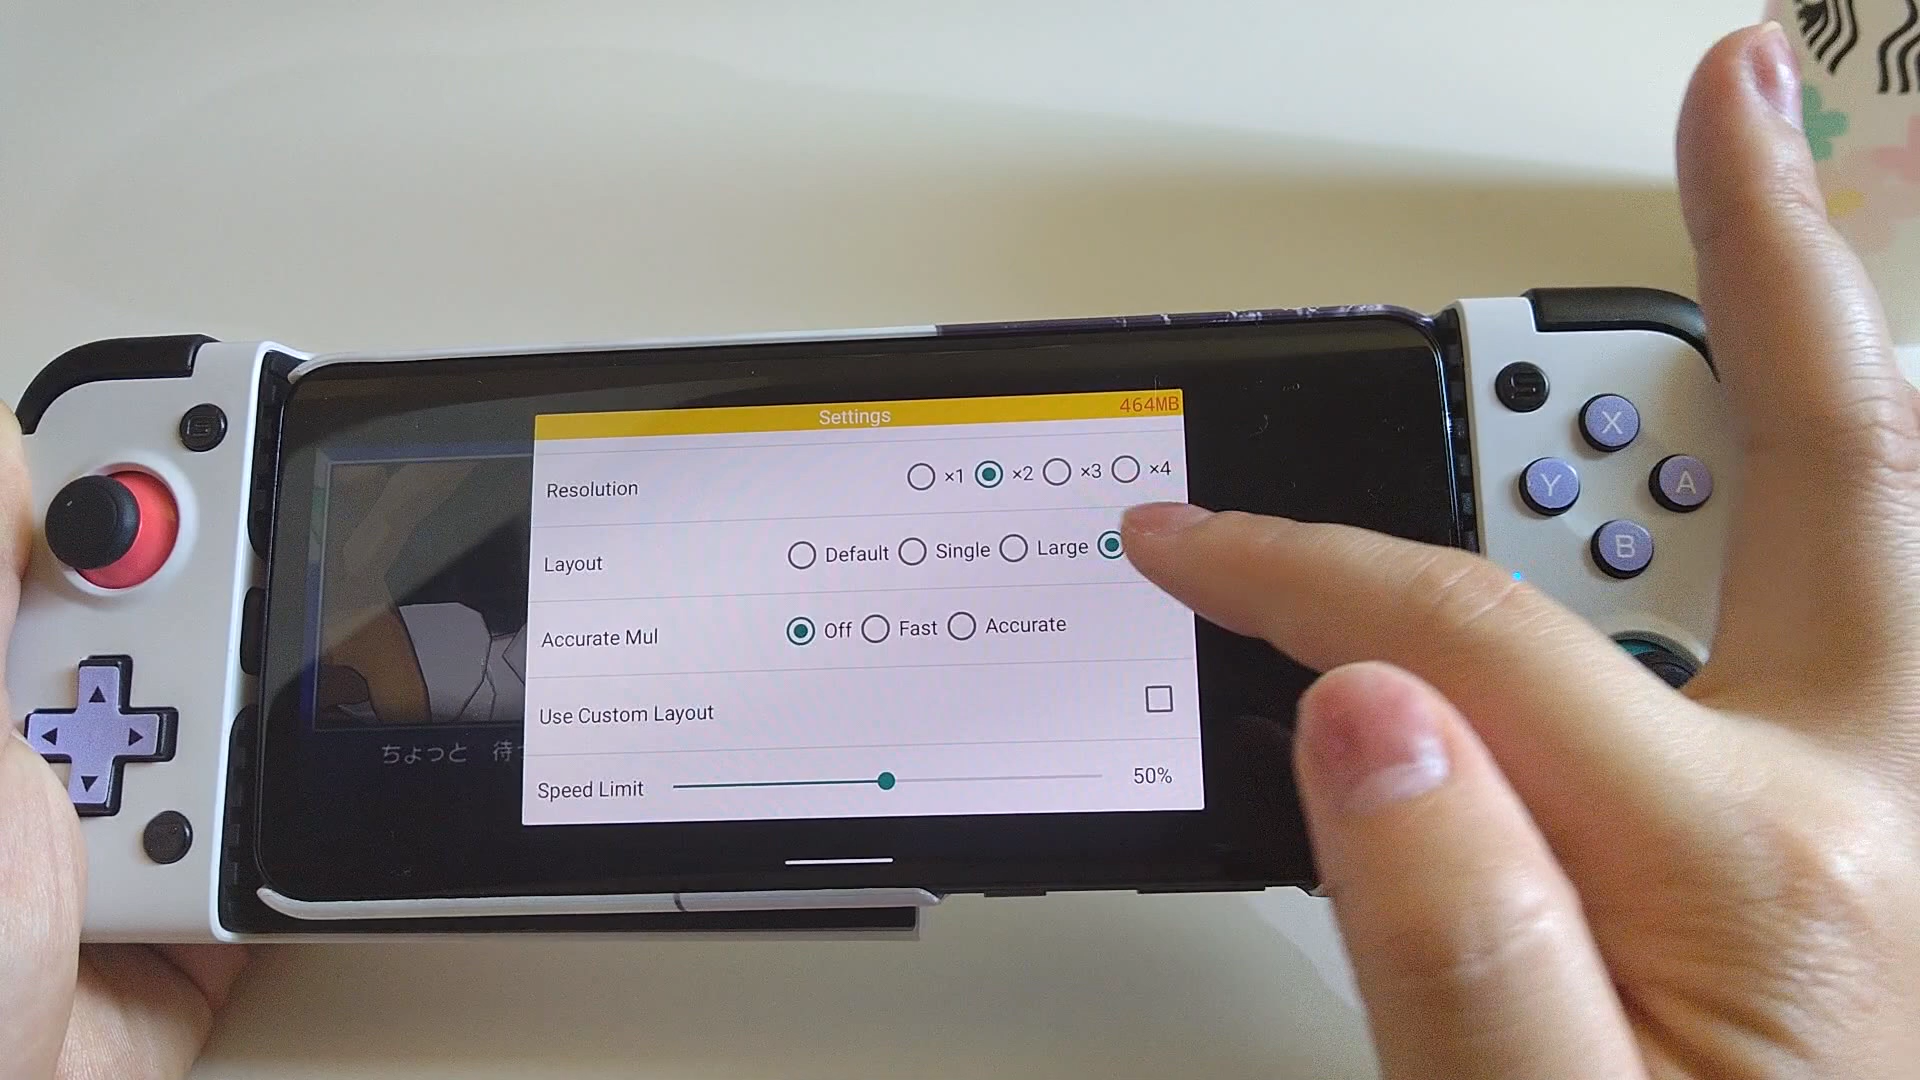 Settings 464MB
Resolution ×1 ×2 ×3 ×4
Layout Default Single Large
Accurate Mul Off Fast Accurate
Use Custom Layout
Speed Limit 50%
ちょっと 待
X
Y A
B
S